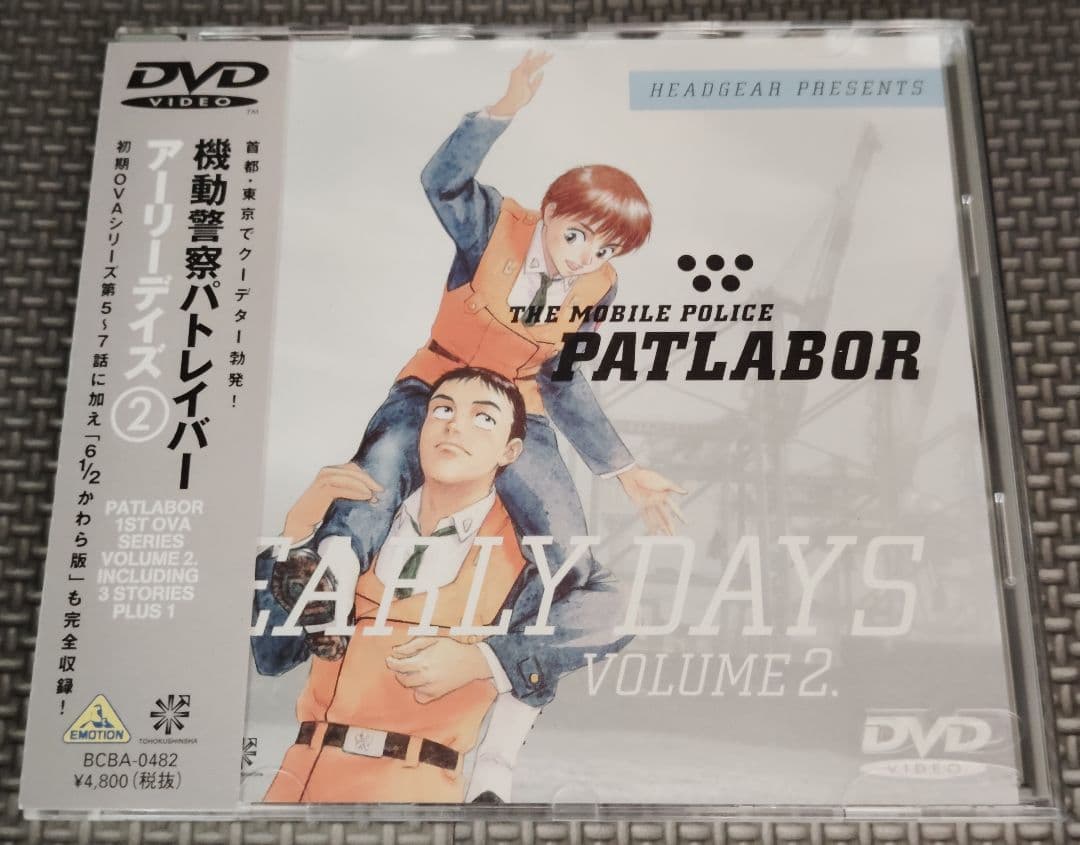 DVD
VIDEO
TM
首都・東京でクーデター勃発！
機動警察パトレイバー
アーリーデイズ②
初期OVAシリーズ第5～7話に加え「6 1/2かわら版」も完全収録！
PATLABOR
1ST OVA
SERIES
VOLUME 2.
INCLUDING
3 STORIES
PLUS 1
EMOTION
TOHOKUSHINSHA
BCBA-0482
¥4,800(税抜)
HEADGEAR PRESENTS
THE MOBILE POLICE
PATLABOR
EARLY DAYS
VOLUME 2.
DVD
VIDEO